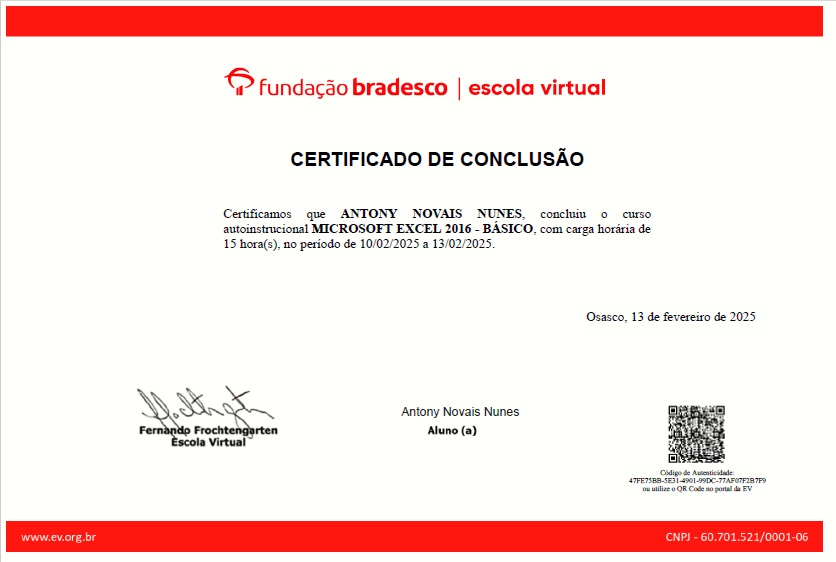 fundação bradesco | escola virtual
CERTIFICADO DE CONCLUSÃO
Certificamos que ANTONY NOVAIS NUNES, concluiu o curso
autoinstrucional MICROSOFT EXCEL 2016 - BÁSICO, com carga horária de
15 hora(s), no período de 10/02/2025 a 13/02/2025.
Osasco, 13 de fevereiro de 2025
Fernando Frochtengarten
Escola Virtual
Antony Novais Nunes
Aluno (a)
Código de Autenticidade:
47FE75BB-5E31-4901-99DC-77AF07F2B7F9
ou utilize o QR Code no portal da EV
www.ev.org.br
CNPJ - 60.701.521/0001-06